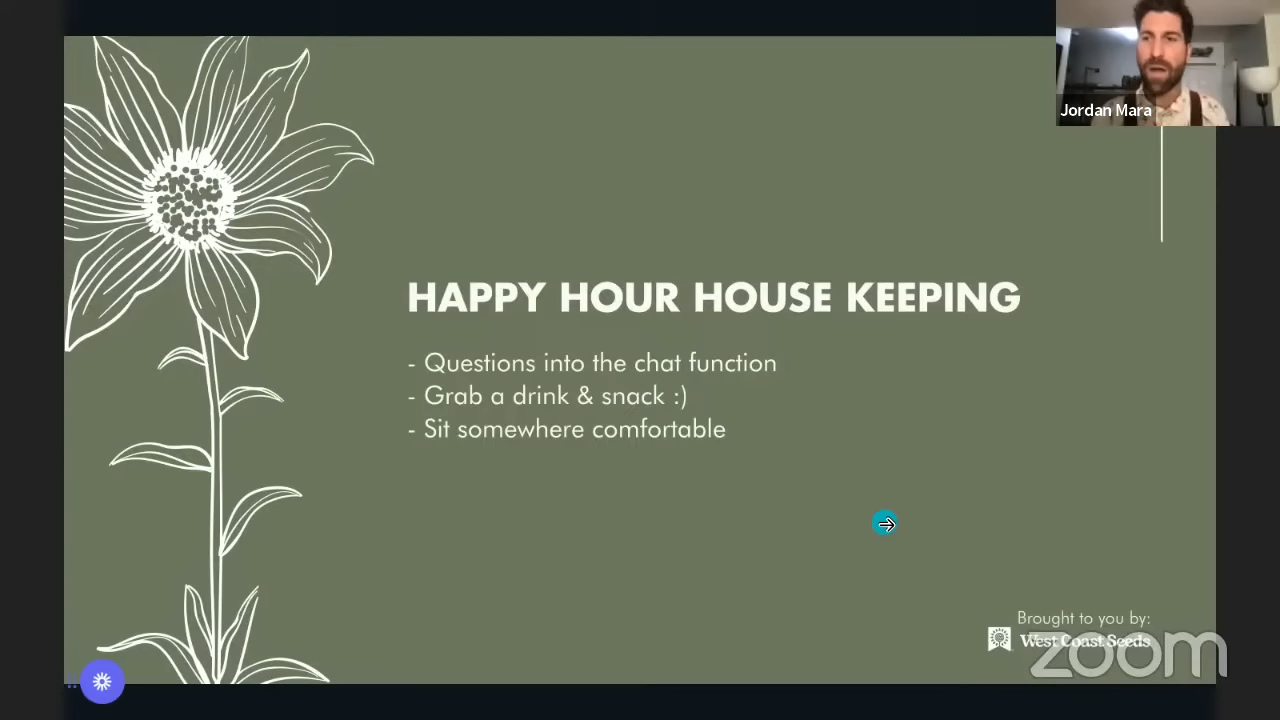 Jordan Mara
HAPPY HOUR HOUSE KEEPING
- Questions into the chat function
- Grab a drink & snack :)
- Sit somewhere comfortable
Brought to you by:
West Coast Seeds
zoom